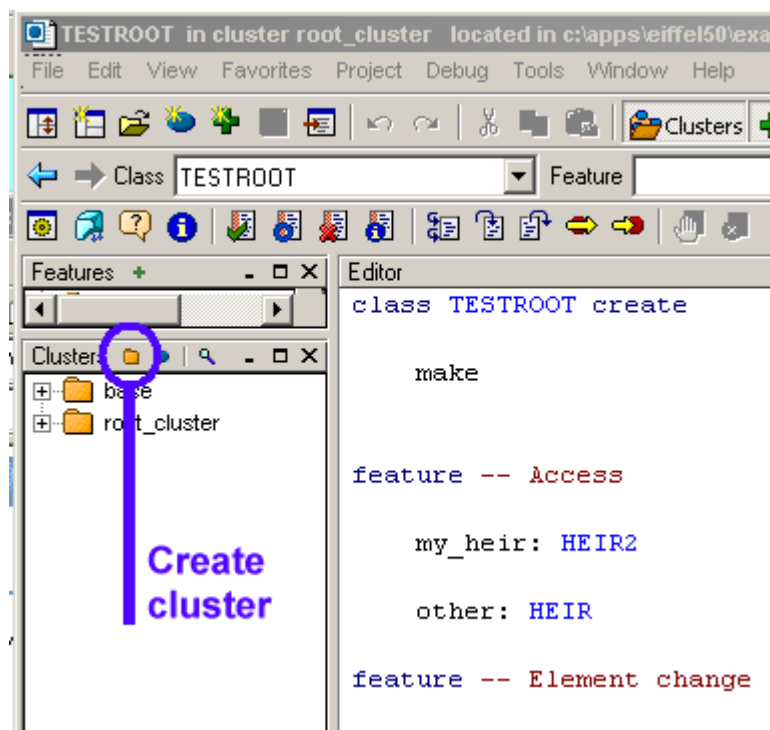 TESTROOT in cluster root_cluster located in c:\apps\eiffel50\exa
File Edit View Favorites Project Debug Tools Window Help
Clusters
Class TESTROOT Feature
Features
Editor
class TESTROOT create
Clusters
make
base
root_cluster
feature -- Access
my_heir: HEIR2
Create
cluster
other: HEIR
feature -- Element change